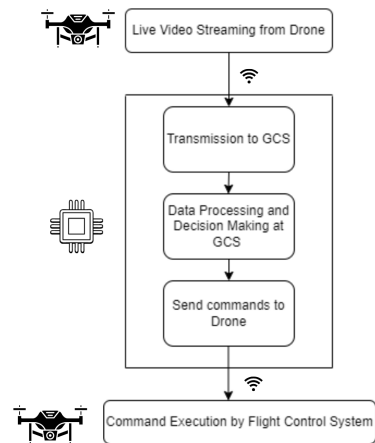 Live Video Streaming from Drone
Transmission to GCS
Data Processing and
Decision Making at
GCS
Send commands to
Drone
Command Execution by Flight Control System